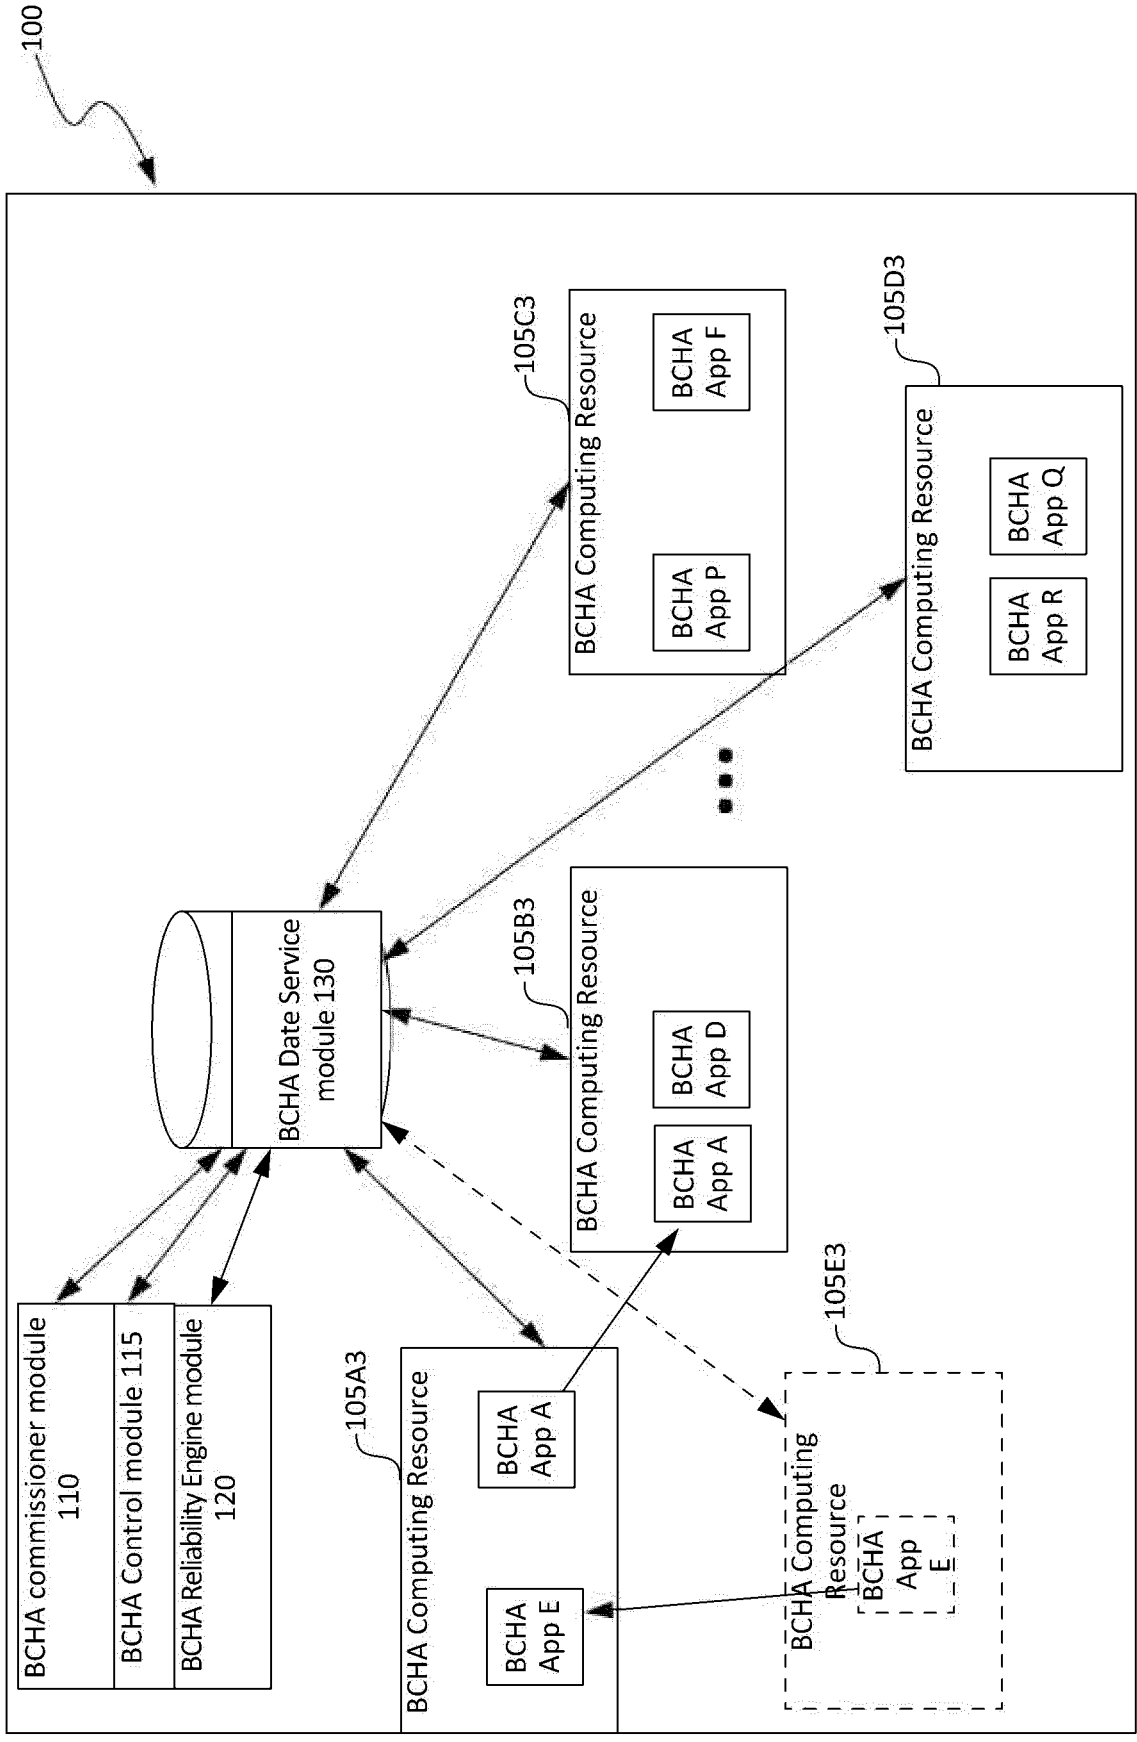 100
BCHA commissioner module
110
BCHA Control module 115
BCHA Reliability Engine module
120
BCHA Date Service
module 130
105A3
BCHA Computing Resource
BCHA
App E
BCHA
App A
105B3
BCHA Computing Resource
BCHA
App A
BCHA
App D
105C3
BCHA Computing Resource
BCHA
App P
BCHA
App F
105E3
BCHA Computing
Resource
BCHA
App
E
105D3
BCHA Computing Resource
BCHA
App R
BCHA
App Q